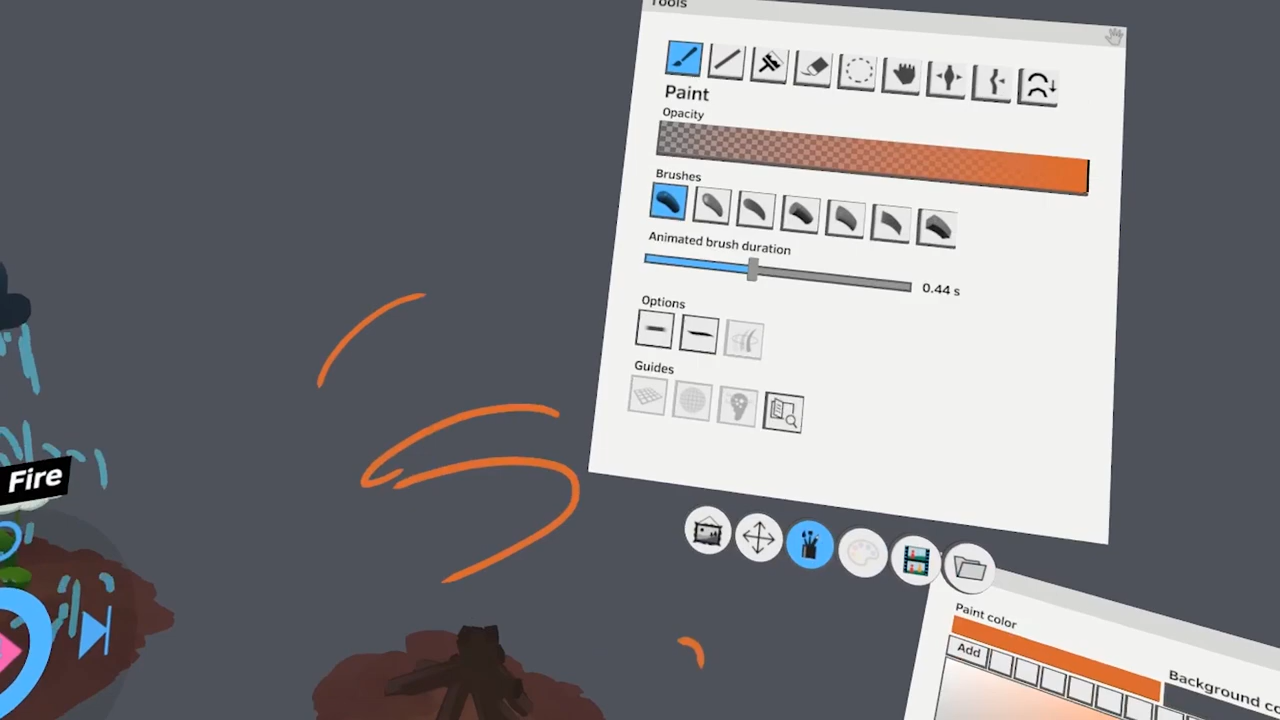 Tools
Paint
Opacity
Brushes
Animated brush duration
0.44 s
Options
Guides
Fire
Paint color
Add
Background co